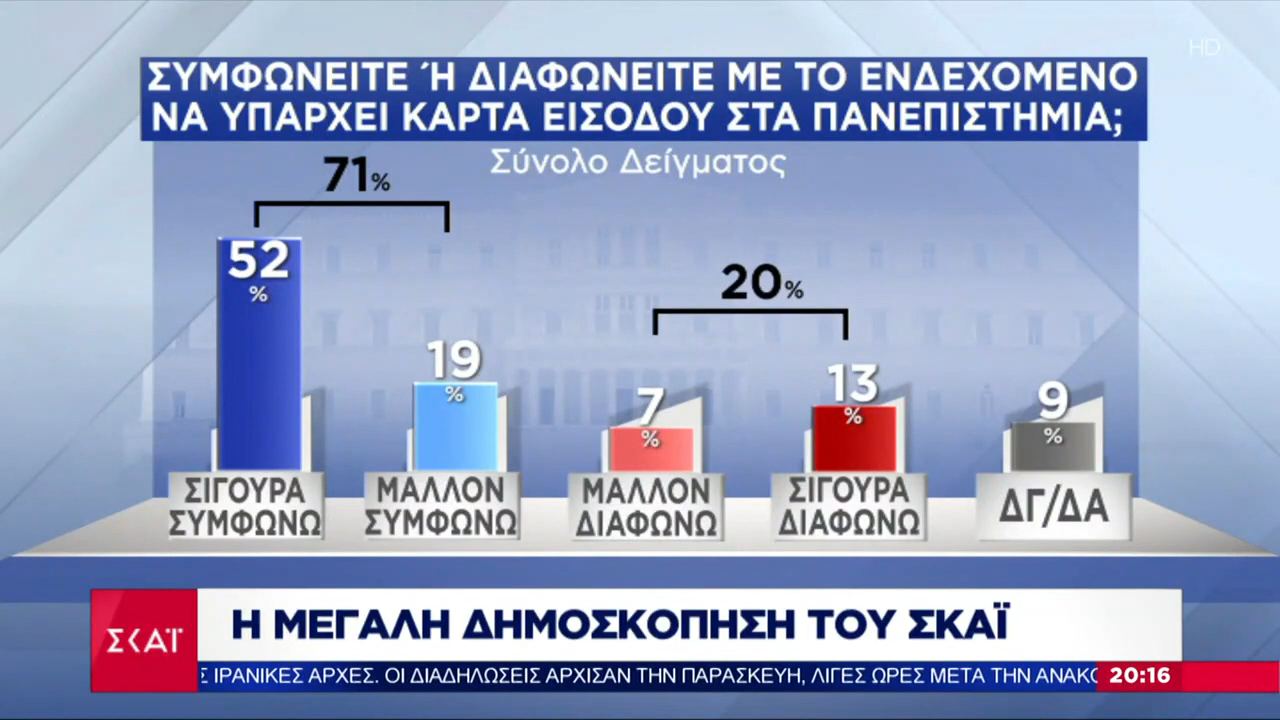 HD
ΣΥΜΦΩΝΕΙΤΕ Ή ΔΙΑΦΩΝΕΙΤΕ ΜΕ ΤΟ ΕΝΔΕΧΟΜΕΝΟ
ΝΑ ΥΠΑΡΧΕΙ ΚΑΡΤΑ ΕΙΣΟΔΟΥ ΣΤΑ ΠΑΝΕΠΙΣΤΗΜΙΑ;
Σύνολο Δείγματος
71%
20%
52
%
19
%
7
%
13
%
9
%
ΣΙΓΟΥΡΑ
ΣΥΜΦΩΝΩ
ΜΑΛΛΟΝ
ΣΥΜΦΩΝΩ
ΜΑΛΛΟΝ
ΔΙΑΦΩΝΩ
ΣΙΓΟΥΡΑ
ΔΙΑΦΩΝΩ
ΔΓ/ΔΑ
ΣΚΑΪ
Η ΜΕΓΑΛΗ ΔΗΜΟΣΚΟΠΗΣΗ ΤΟΥ ΣΚΑΪ
Σ ΙΡΑΝΙΚΕΣ ΑΡΧΕΣ. ΟΙ ΔΙΑΔΗΛΩΣΕΙΣ ΑΡΧΙΣΑΝ ΤΗΝ ΠΑΡΑΣΚΕΥΗ, ΛΙΓΕΣ ΩΡΕΣ ΜΕΤΑ ΤΗΝ ΑΝΑΚΟ
20:16